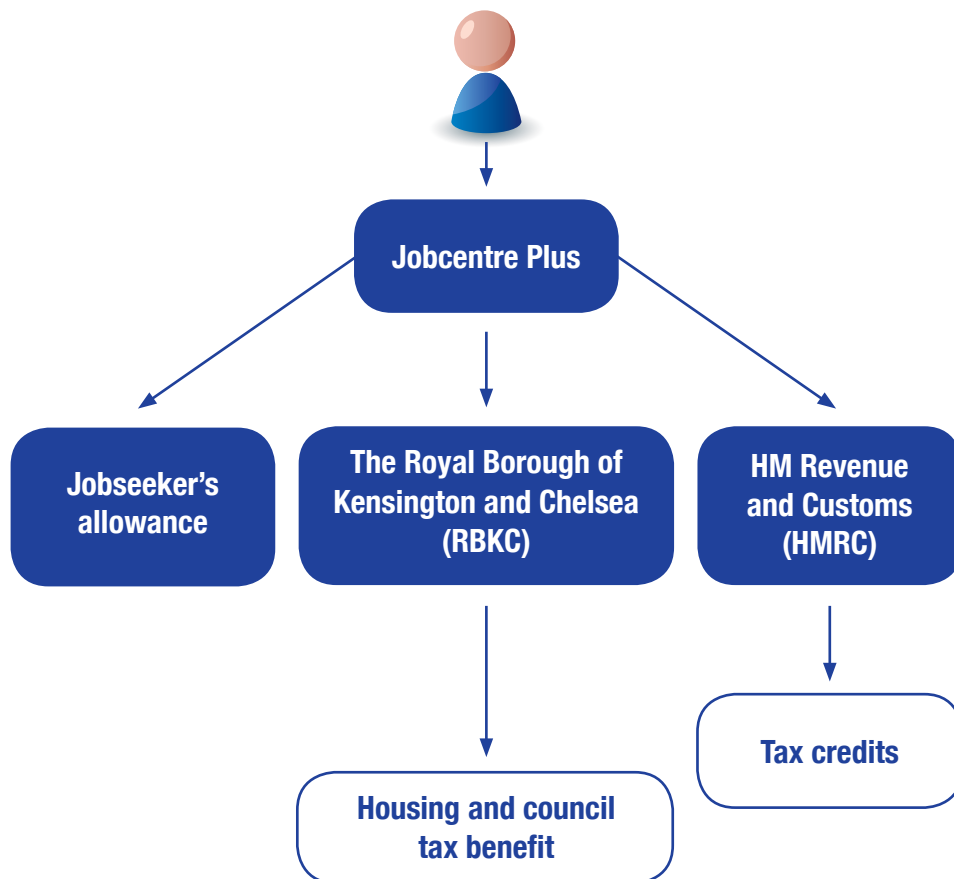 Jobcentre Plus
Jobseeker's
allowance
The Royal Borough of
Kensington and Chelsea
(RBKC)
HM Revenue
and Customs
(HMRC)
Tax credits
Housing and council
tax benefit